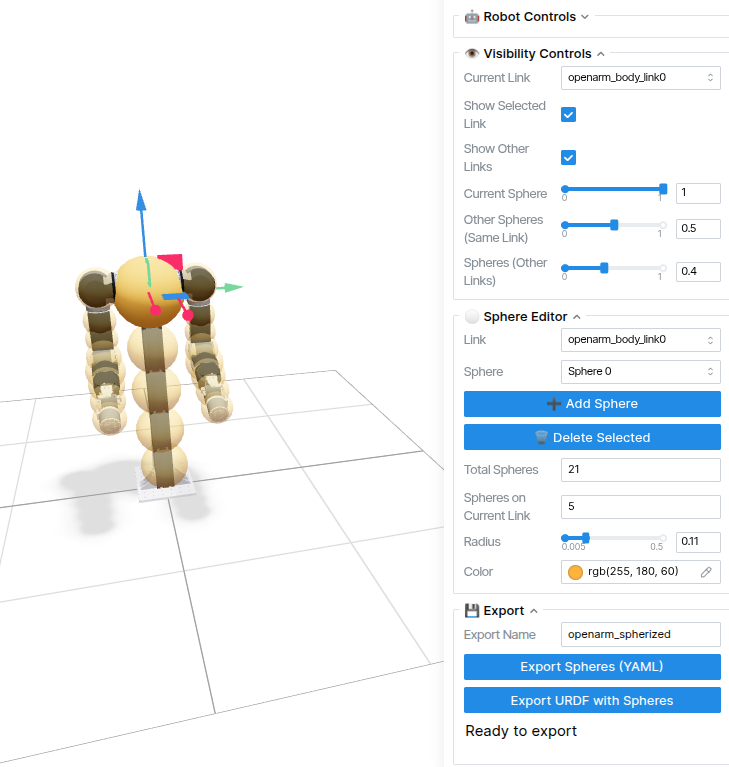 🤖 Robot Controls
👁️ Visibility Controls
Current Link
openarm_body_link0
Show Selected
Link
Show Other
Links
Current Sphere
0
1
1
Other Spheres
(Same Link)
0
1
0.5
Spheres (Other
Links)
0
1
0.4
⚪ Sphere Editor
Link
openarm_body_link0
Sphere
Sphere 0
➕ Add Sphere
🗑️ Delete Selected
Total Spheres
21
Spheres on
Current Link
5
Radius
0.005
0.5
0.11
Color
rgb(255, 180, 60)
💾 Export
Export Name
openarm_spherized
Export Spheres (YAML)
Export URDF with Spheres
Ready to export